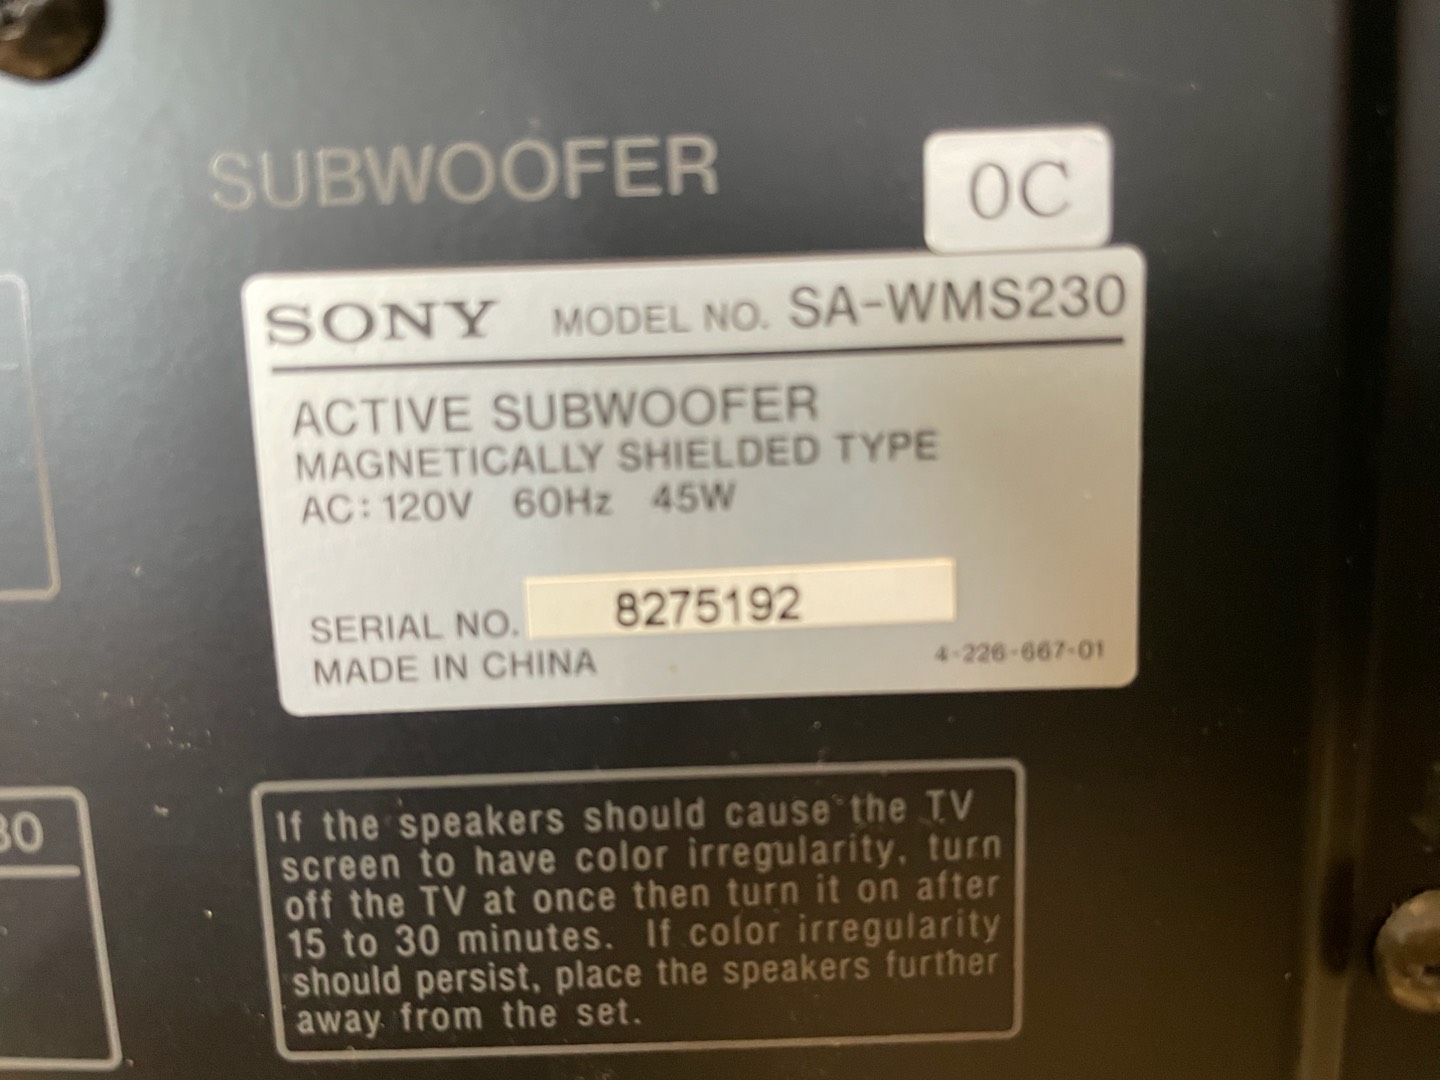 SUBWOOFER
0C
SONY MODEL NO. SA-WMS230
ACTIVE SUBWOOFER
MAGNETICALLY SHIELDED TYPE
AC: 120V 60Hz 45W
SERIAL NO. 8275192
MADE IN CHINA 4-226-667-01
30
If the speakers should cause the TV
screen to have color irregularity, turn
off the TV at once then turn it on after
15 to 30 minutes. If color irregularity
should persist, place the speakers further
away from the set.